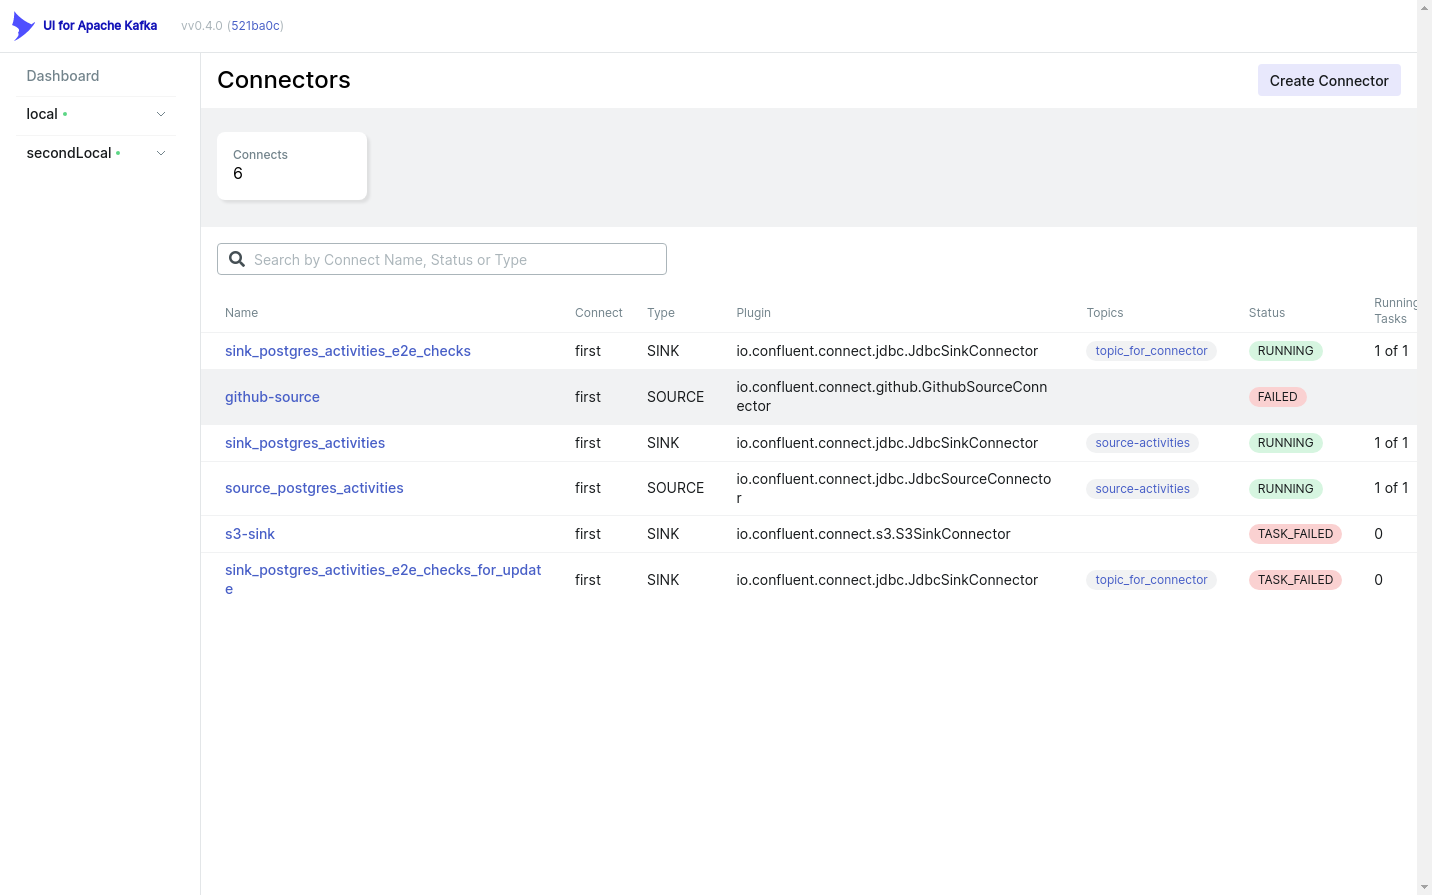 UI for Apache Kafka
vv0.4.0 (521ba0c)
Dashboard
local
secondLocal
Connectors
Create Connector
Connects
6
Search by Connect Name, Status or Type
Name Connect Type Plugin Topics Status Running
Tasks
sink_postgres_activities_e2e_checks first SINK io.confluent.connect.jdbc.JdbcSinkConnector topic_for_connector RUNNING 1 of 1
github-source first SOURCE io.confluent.connect.github.GithubSourceConn
ector FAILED
sink_postgres_activities first SINK io.confluent.connect.jdbc.JdbcSinkConnector source-activities RUNNING 1 of 1
source_postgres_activities first SOURCE io.confluent.connect.jdbc.JdbcSourceConnecto
r source-activities RUNNING 1 of 1
s3-sink first SINK io.confluent.connect.s3.S3SinkConnector TASK_FAILED 0
sink_postgres_activities_e2e_checks_for_updat
e first SINK io.confluent.connect.jdbc.JdbcSinkConnector topic_for_connector TASK_FAILED 0